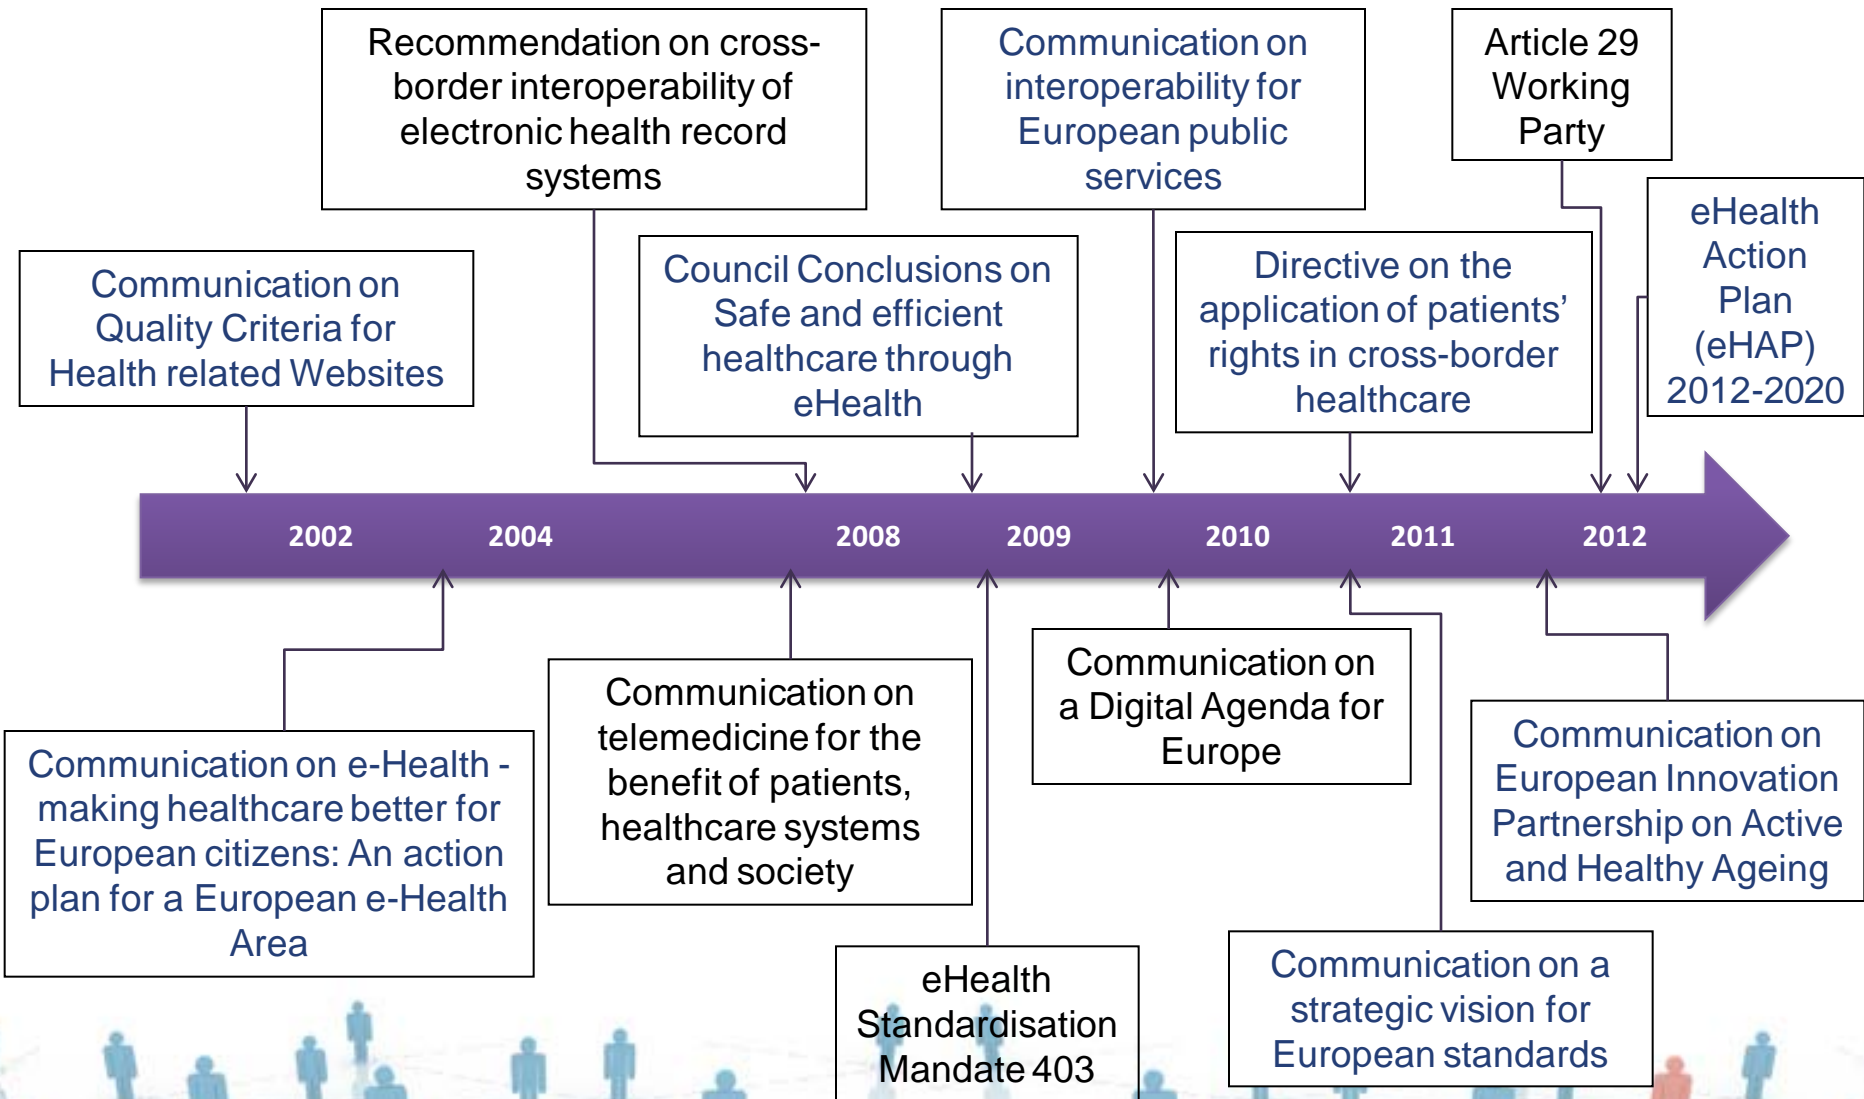 Recommendation on cross-
border interoperability of
electronic health record
systems
Communication on
interoperability for
European public
services
Article 29
Working
Party
eHealth
Action
Plan
(eHAP)
2012-2020
Communication on
Quality Criteria for
Health related Websites
Council Conclusions on
Safe and efficient
healthcare through
eHealth
Directive on the
application of patients’
rights in cross-border
healthcare
2002 2004 2008 2009 2010 2011 2012
Communication on e-Health -
making healthcare better for
European citizens: An action
plan for a European e-Health
Area
Communication on
telemedicine for the
benefit of patients,
healthcare systems
and society
eHealth
Standardisation
Mandate 403
Communication on
a Digital Agenda for
Europe
Communication on a
strategic vision for
European standards
Communication on
European Innovation
Partnership on Active
and Healthy Ageing